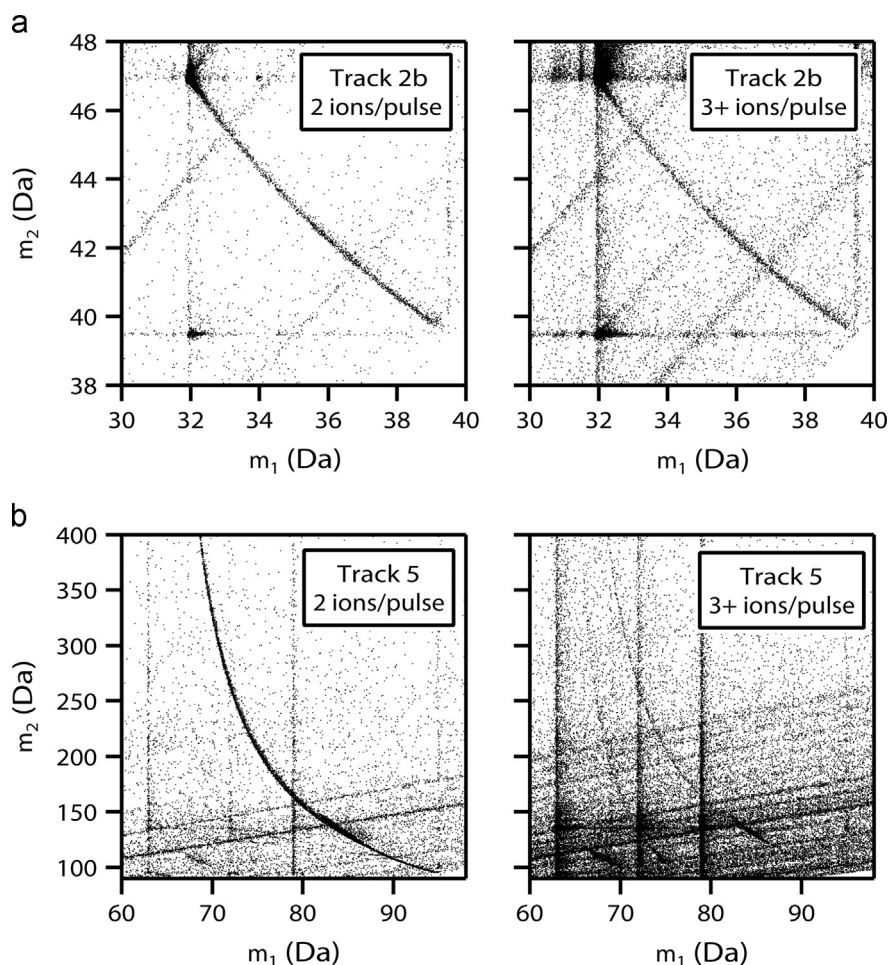 a
48
46
44
42
40
38
m2 (Da)
30 32 34 36 38 40
m1 (Da)
Track 2b
2 ions/pulse
30 32 34 36 38 40
m1 (Da)
Track 2b
3+ ions/pulse
b
400
350
300
250
200
150
100
m2 (Da)
60 70 80 90
m1 (Da)
Track 5
2 ions/pulse
60 70 80 90
m1 (Da)
Track 5
3+ ions/pulse